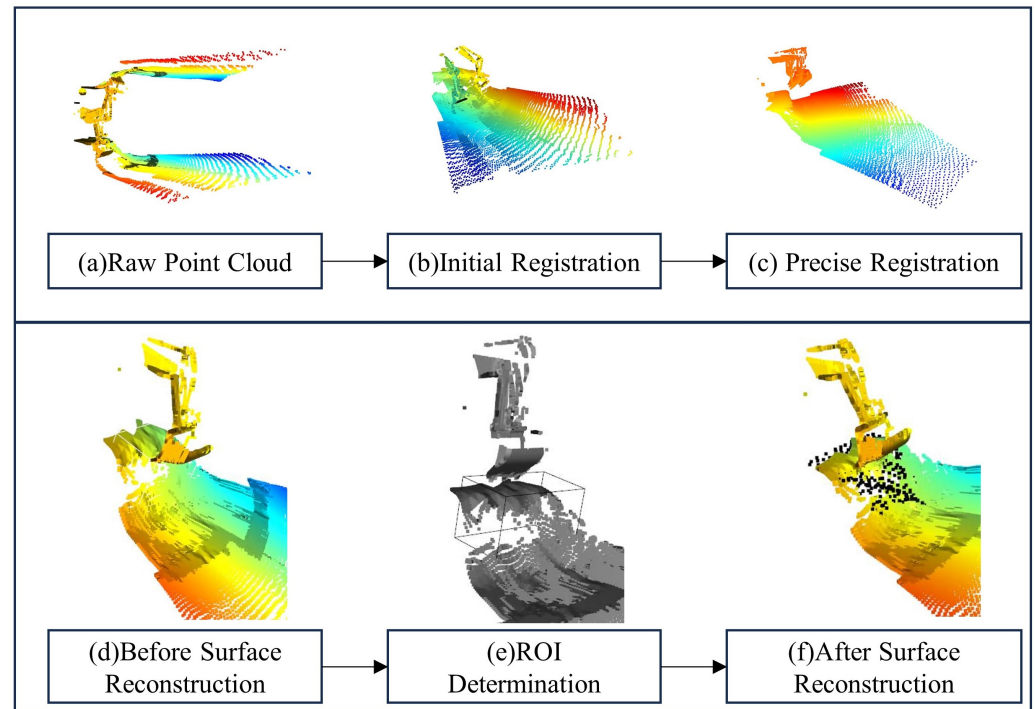 (a)Raw Point Cloud
(b)Initial Registration
(c) Precise Registration
(d)Before Surface
Reconstruction
(e)ROI
Determination
(f)After Surface
Reconstruction